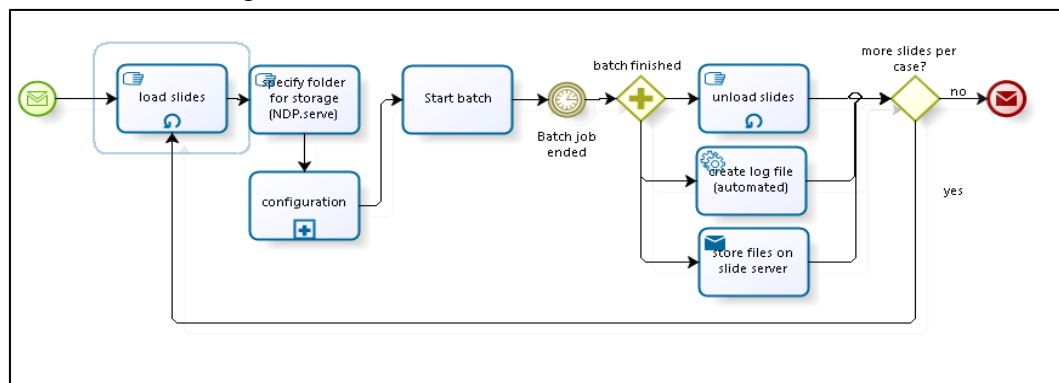 load slides
specify folder
for storage
(NDP.serve)
configuration
Start batch
Batch job
ended
batch finished
unload slides
create log file
(automated)
store files on
slide server
more slides per
case?
no
yes